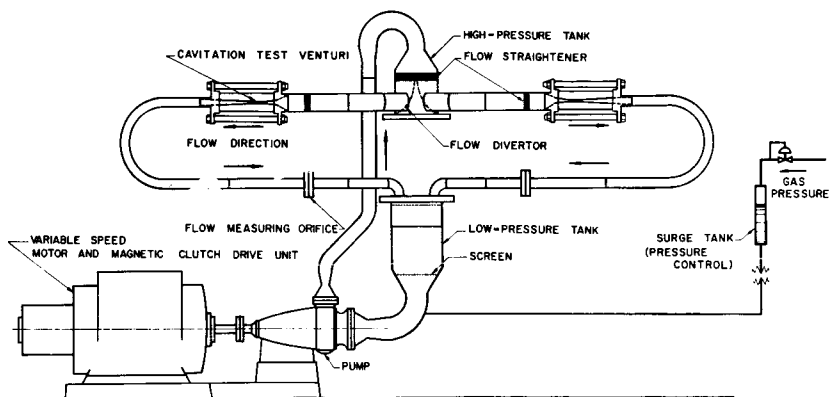 HIGH-PRESSURE TANK
CAVITATION TEST VENTURI
FLOW STRAIGHTENER
FLOW DIRECTION
FLOW DIVERTOR
GAS
PRESSURE
FLOW MEASURING ORIFICE
LOW-PRESSURE TANK
SURGE TANK
(PRESSURE
CONTROL)
VARIABLE SPEED
MOTOR AND MAGNETIC CLUTCH DRIVE UNIT
SCREEN
PUMP